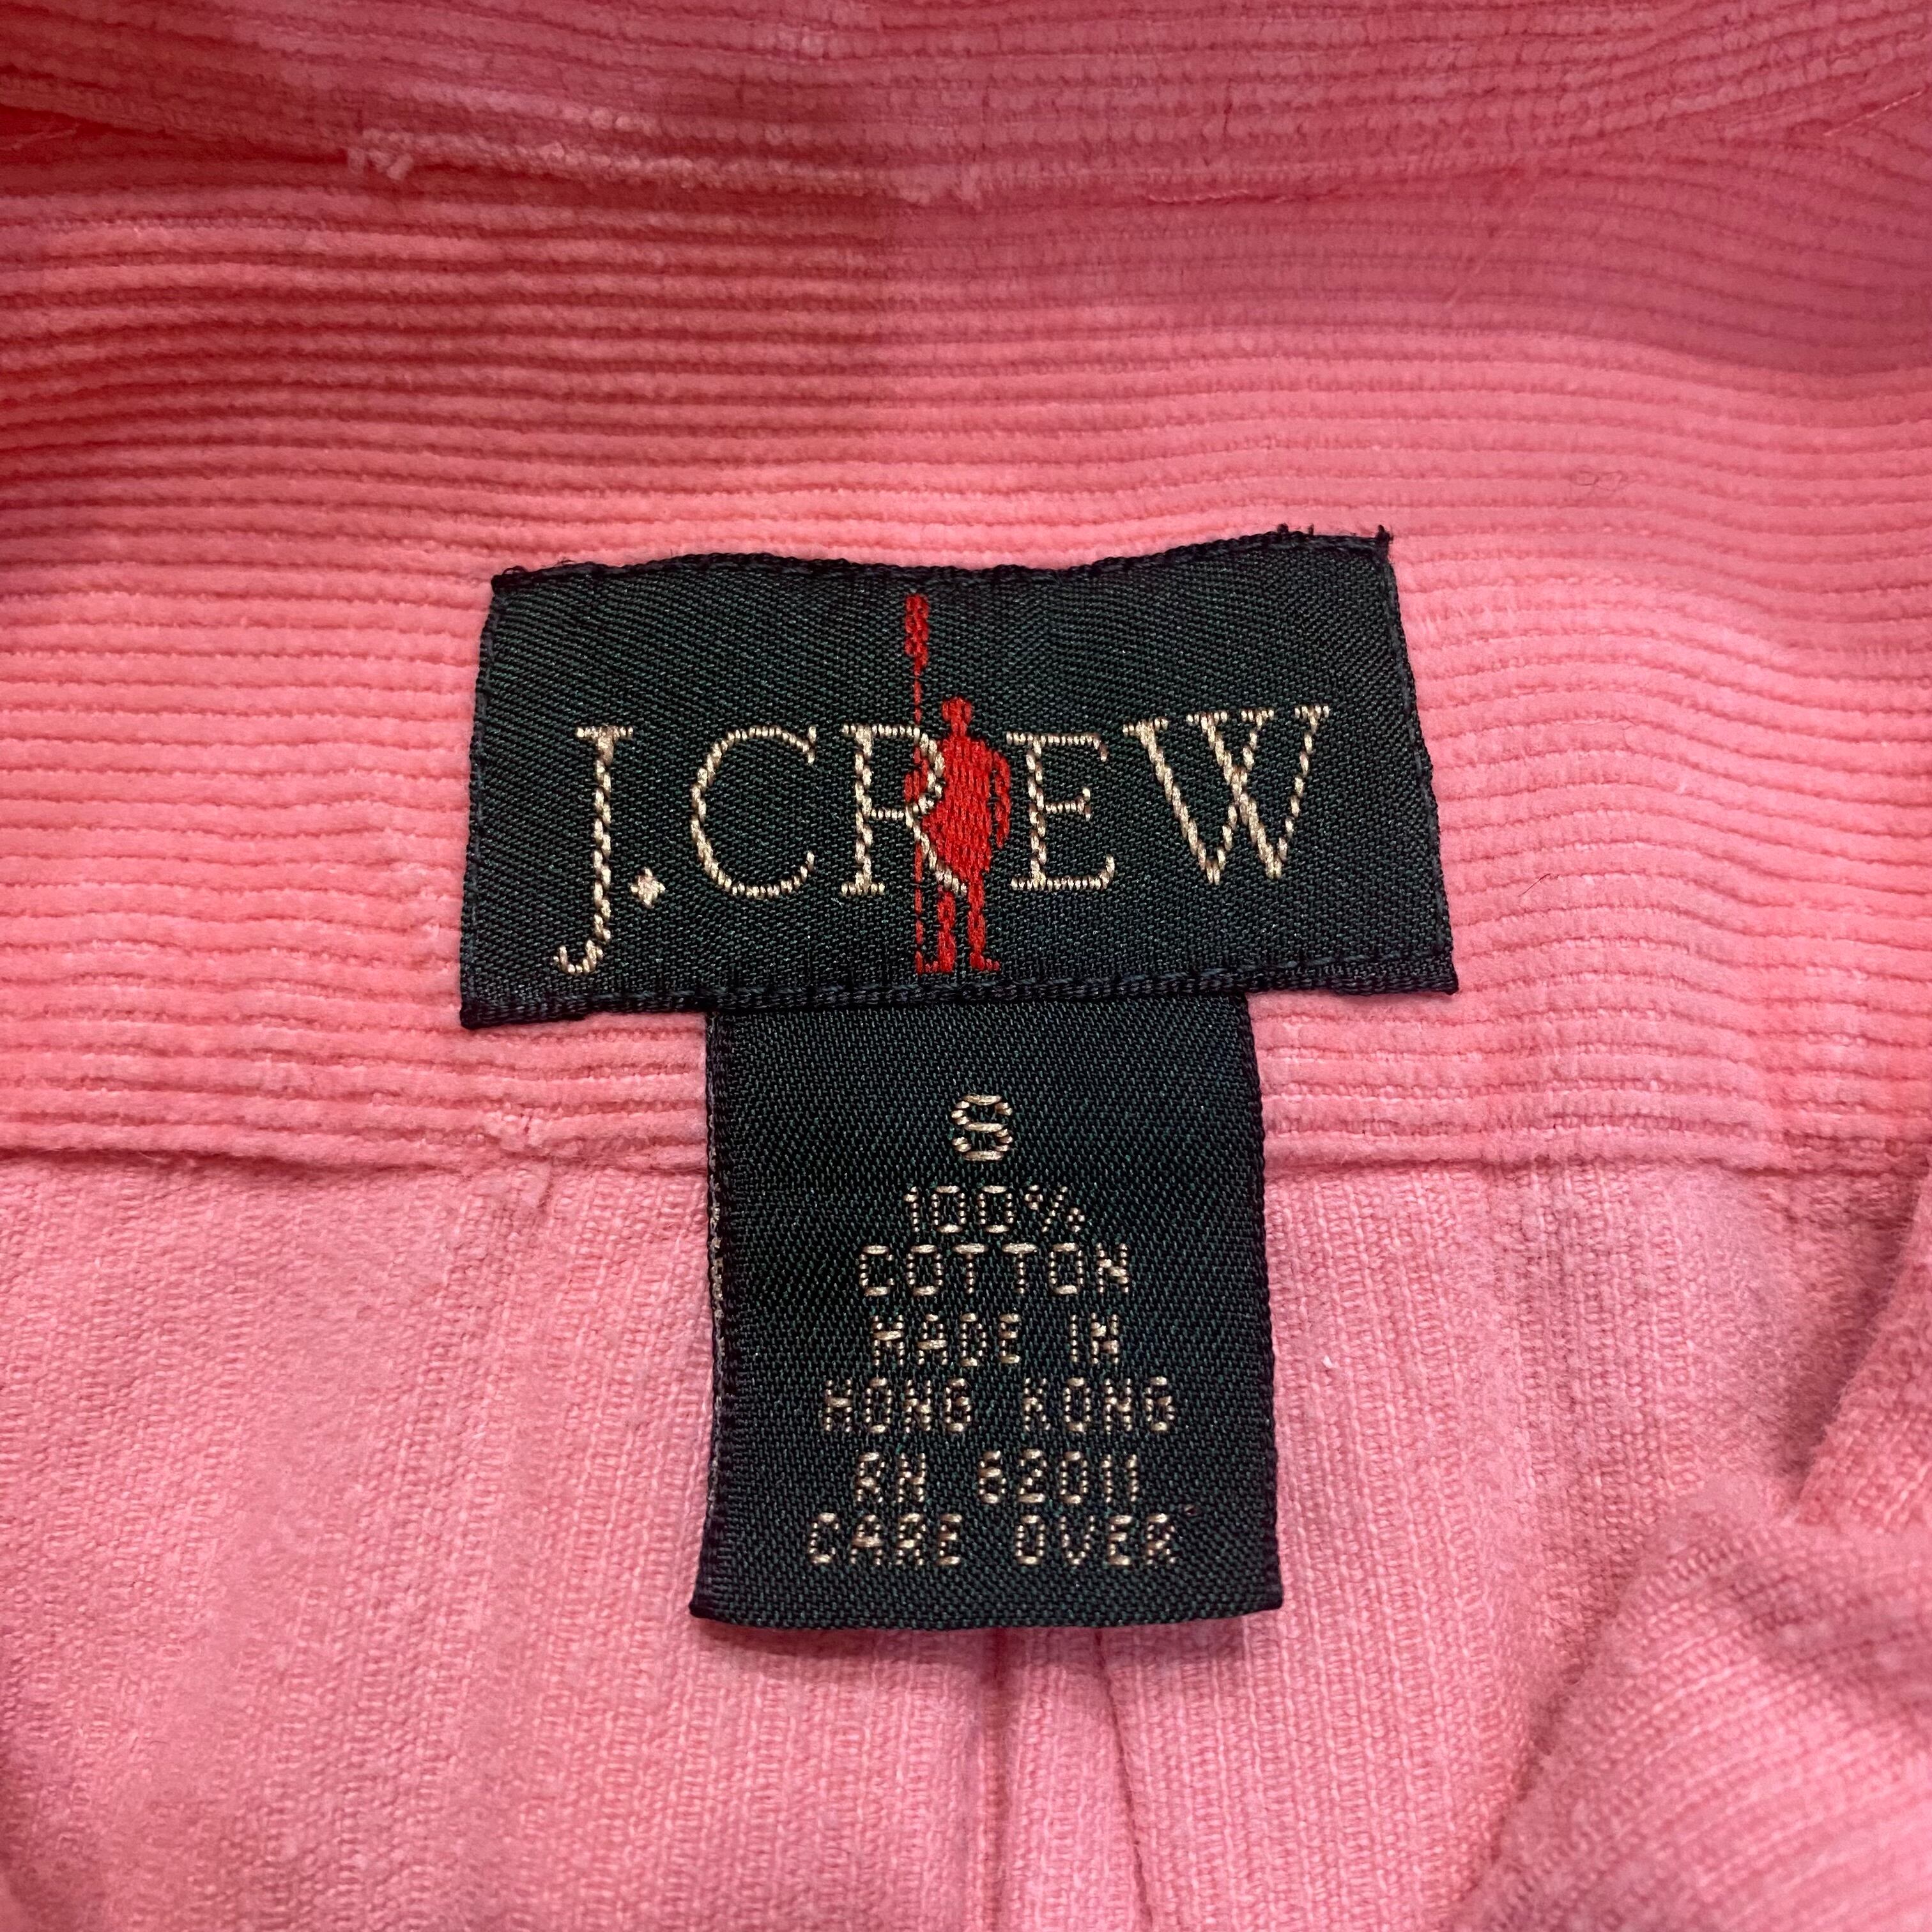 J.CREW
S
100%
COTTON
MADE IN
HONG KONG
RN 62011
CARE OVER